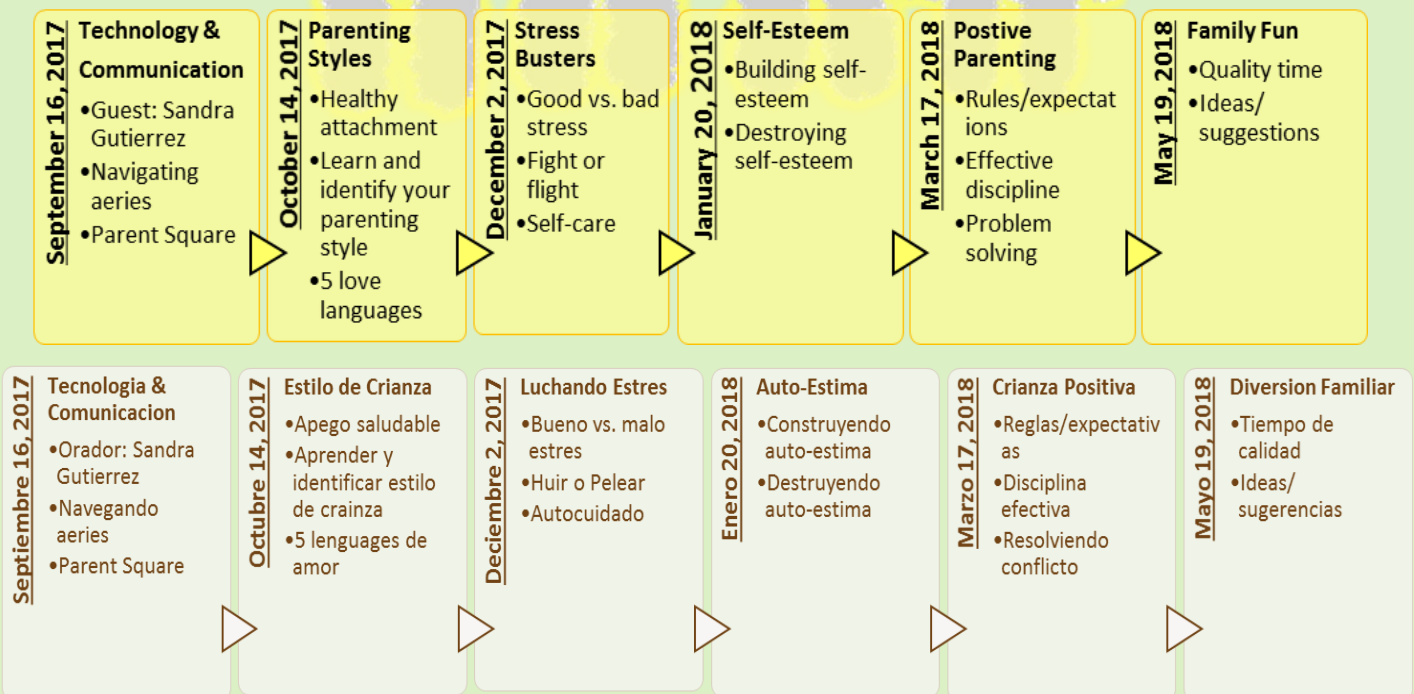 September 16, 2017
Technology &
Communication
•Guest: Sandra
Gutierrez
•Navigating
aeries
•Parent Square
October 14, 2017
Parenting
Styles
•Healthy
attachment
•Learn and
identify your
parenting
style
•5 love
languages
December 2, 2017
Stress
Busters
•Good vs. bad
stress
•Fight or
flight
•Self-care
January 20, 2018
Self-Esteem
•Building self-
esteem
•Destroying
self-esteem
March 17, 2018
Postive
Parenting
•Rules/expectat
ions
•Effective
discipline
•Problem
solving
May 19, 2018
Family Fun
•Quality time
•Ideas/
suggestions
Septiembre 16, 2017
Tecnologia &
Comunicacion
•Orador: Sandra
Gutierrez
•Navegando
aeries
•Parent Square
Octubre 14, 2017
Estilo de Crianza
•Apego saludable
•Aprender y
identificar estilo
de crainza
•5 lenguages de
amor
Deciembre 2, 2017
Luchando Estres
•Bueno vs. malo
estres
•Huir o Pelear
•Autocuidado
Enero 20, 2018
Auto-Estima
•Construyendo
auto-estima
•Destruyendo
auto-estima
Marzo 17, 2018
Crianza Positiva
•Reglas/expectativ
as
•Disciplina
efectiva
•Resolviendo
conflicto
Mayo 19, 2018
Diversion Familiar
•Tiempo de
calidad
•Ideas/
sugerencias